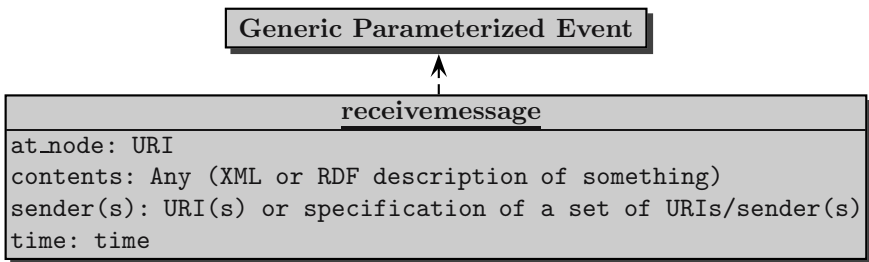 Generic Parameterized Event
receivemessage
at_node: URI
contents: Any (XML or RDF description of something)
sender(s): URI(s) or specification of a set of URIs/sender(s)
time: time